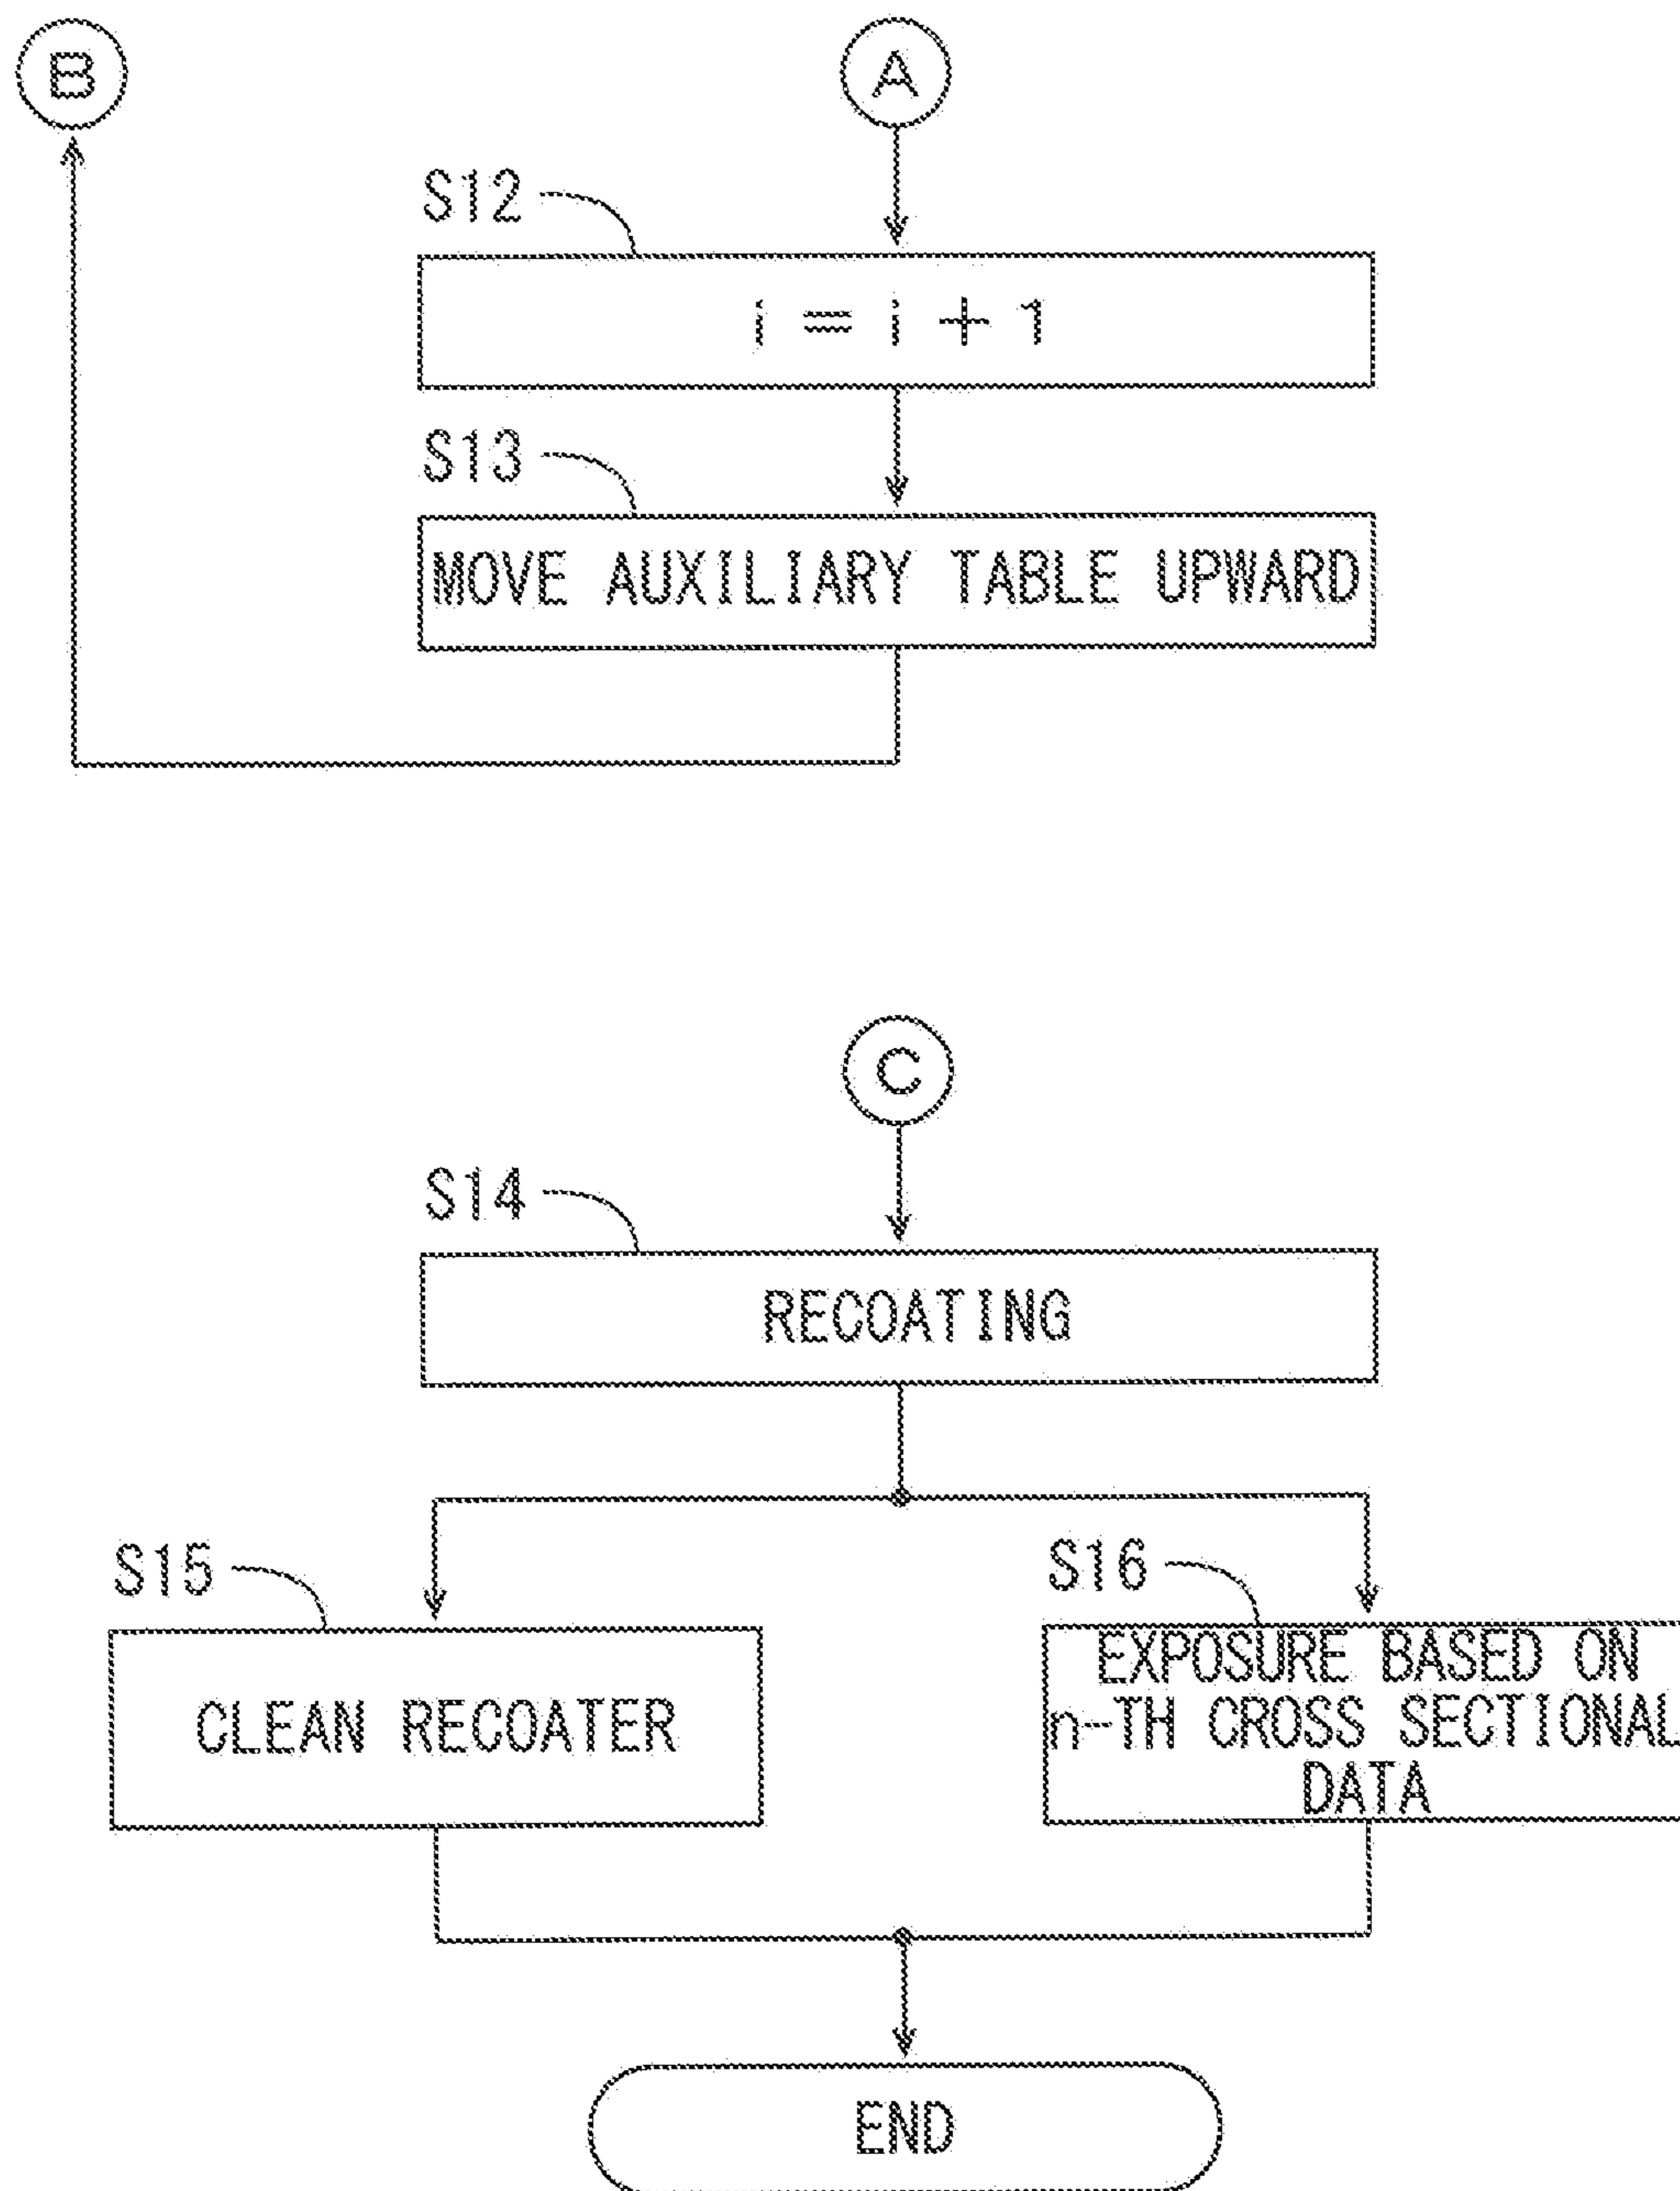 B
A
S12
i = i + 1
S13
MOVE AUXILIARY TABLE UPWARD
C
S14
RECOATING
S15
S16
CLEAN RECOATER
EXPOSURE BASED ON
n-TH CROSS SECTIONAL
DATA
END